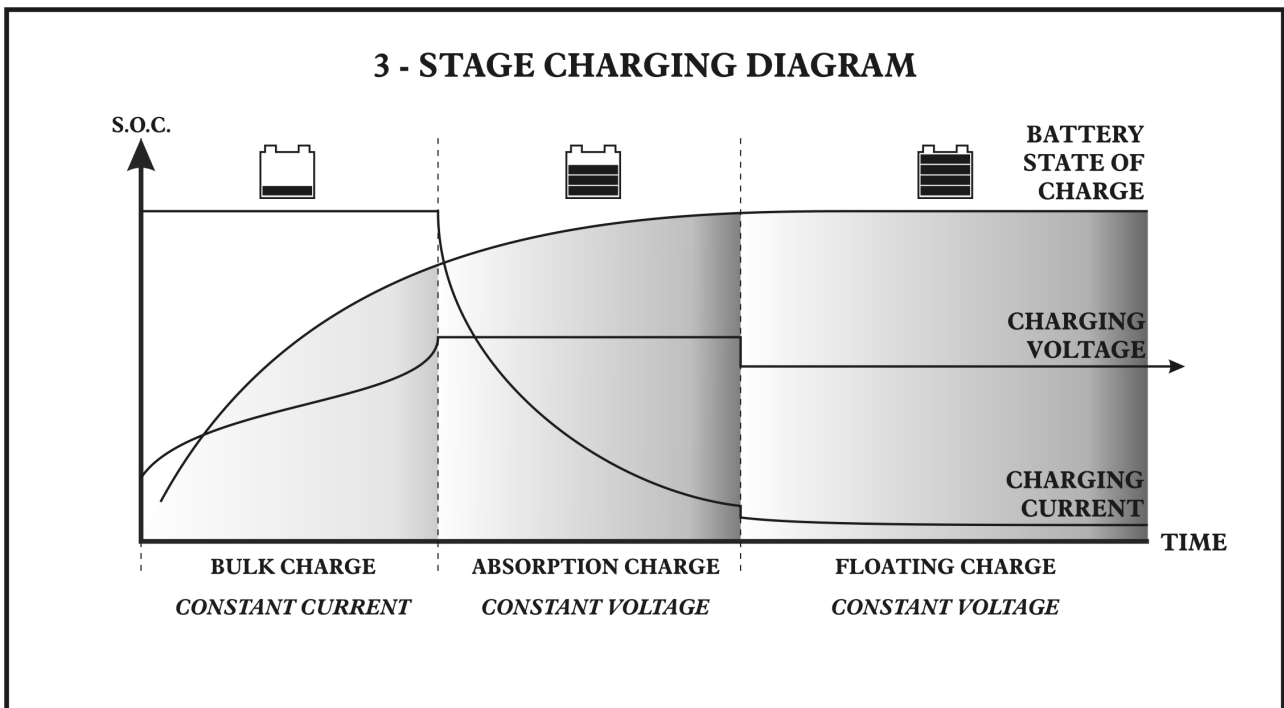 3 - STAGE CHARGING DIAGRAM
S.O.C.
BATTERY
STATE OF
CHARGE
CHARGING
VOLTAGE
CHARGING
CURRENT
TIME
BULK CHARGE
ABSORPTION CHARGE
FLOATING CHARGE
CONSTANT CURRENT
CONSTANT VOLTAGE
CONSTANT VOLTAGE